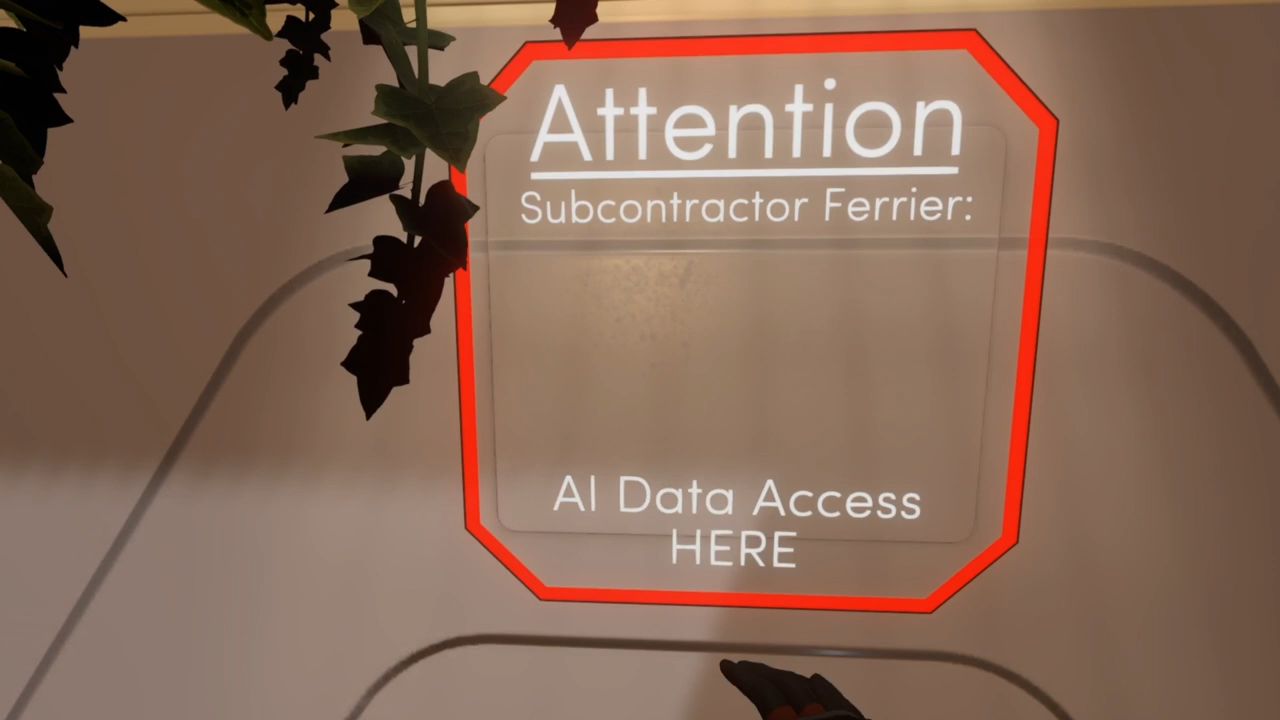 Attention
Subcontractor Ferrier:
AI Data Access
HERE